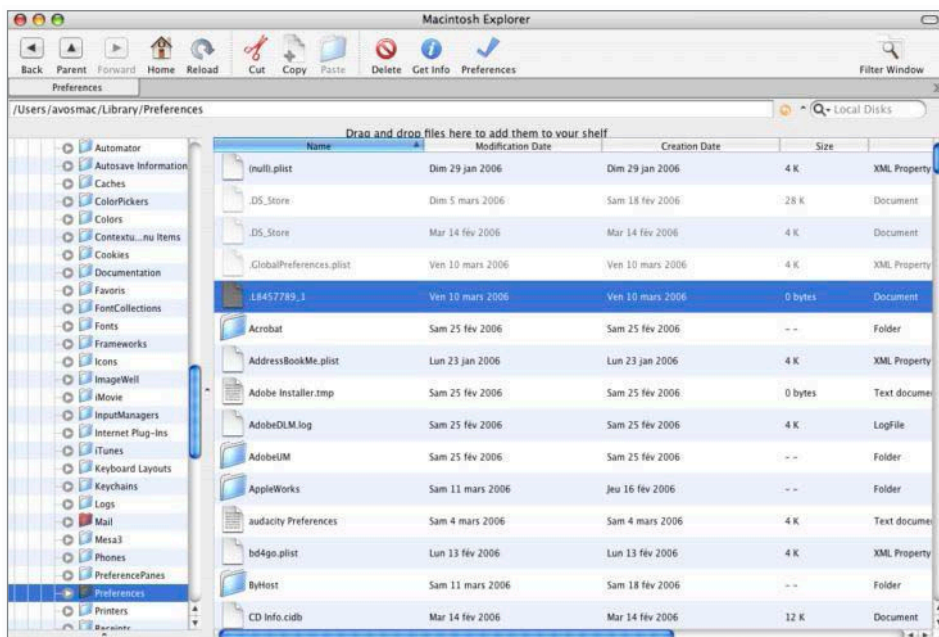 Macintosh Explorer
Back Parent Forward Home Reload Cut Copy Paste Delete Get Info Preferences Filter Window
Preferences
/Users/avosmac/Library/Preferences Local Disks
Drag and drop files here to add them to your shelf
Name Modification Date Creation Date Size
Automator
Autosave Information
Caches
ColorPickers
Colors
Contextu...nu Items
Cookies
Documentation
Favoris
FontCollections
Fonts
Frameworks
Icons
ImageWell
iMovie
InputManagers
Internet Plug-Ins
iTunes
Keyboard Layouts
Keychains
Logs
Mail
Mesa3
Phones
PreferencePanes
Preferences
Printers
Receipts
(null).plist Dim 29 jan 2006 Dim 29 jan 2006 4 K XML Property
.DS_Store Dim 5 mars 2006 Sam 18 fév 2006 28 K Document
.DS_Store Mar 14 fév 2006 Mar 14 fév 2006 4 K Document
.GlobalPreferences.plist Ven 10 mars 2006 Ven 10 mars 2006 4 K XML Property
.L8457789_1 Ven 10 mars 2006 Ven 10 mars 2006 0 bytes Document
Acrobat Sam 25 fév 2006 Sam 25 fév 2006 - - Folder
AddressBookMe.plist Lun 23 jan 2006 Lun 23 jan 2006 4 K XML Property
Adobe Installer.tmp Sam 25 fév 2006 Sam 25 fév 2006 0 bytes Text docume
AdobeDLM.log Sam 25 fév 2006 Sam 25 fév 2006 4 K LogFile
AdobeUM Sam 25 fév 2006 Sam 25 fév 2006 - - Folder
AppleWorks Sam 11 mars 2006 Jeu 16 fév 2006 - - Folder
audacity Preferences Sam 4 mars 2006 Sam 4 mars 2006 4 K Text docume
bd4go.plist Lun 13 fév 2006 Lun 13 fév 2006 4 K XML Property
ByHost Sam 11 mars 2006 Sam 18 fév 2006 - - Folder
CD Info.cidb Mar 14 fév 2006 Mar 14 fév 2006 12 K Document